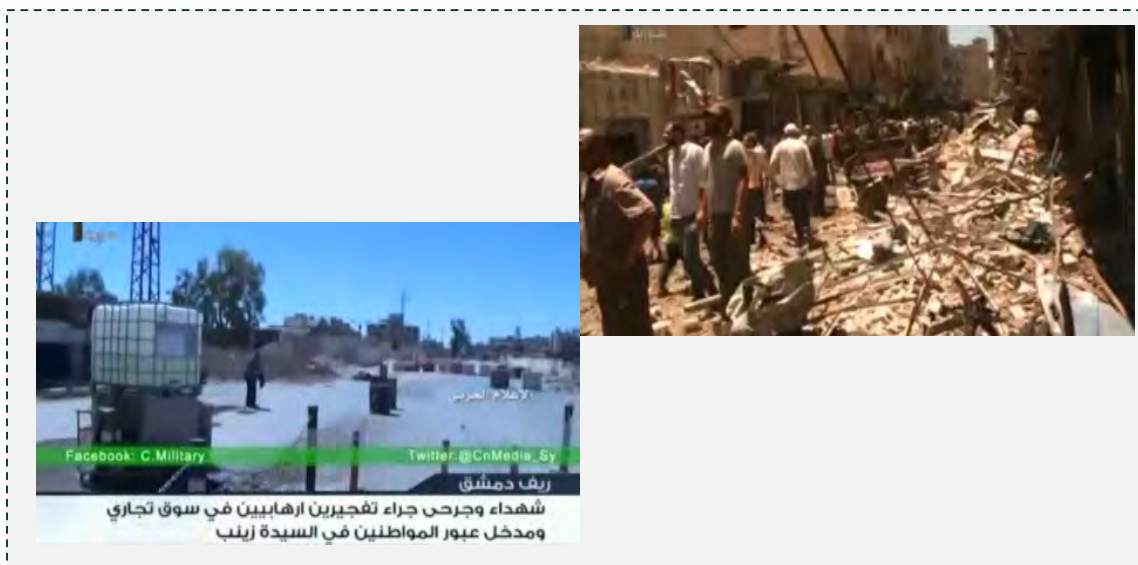 الإعلام الحربي
Facebook: C.Military
Twitter:@CnMedia_Sy
ريف دمشق
شهداء وجرحى جراء تفجيرين ارهابيين في سوق تجاري
ومدخل عبور المواطنين في السيدة زينب